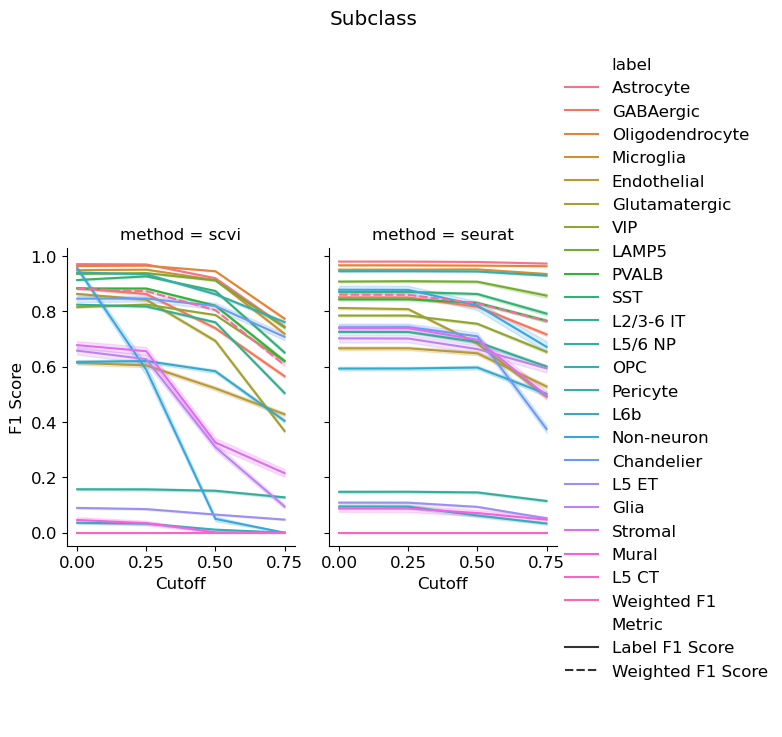 Subclass
method = scvi
method = seurat
F1 Score
1.0
0.8
0.6
0.4
0.2
0.0
0.00 0.25 0.50 0.75
Cutoff
0.00 0.25 0.50 0.75
Cutoff
label
Astrocyte
GABAergic
Oligodendrocyte
Microglia
Endothelial
Glutamatergic
VIP
LAMP5
PVALB
SST
L2/3-6 IT
L5/6 NP
OPC
Pericyte
L6b
Non-neuron
Chandelier
L5 ET
Glia
Stromal
Mural
L5 CT
Weighted F1
Metric
Label F1 Score
Weighted F1 Score